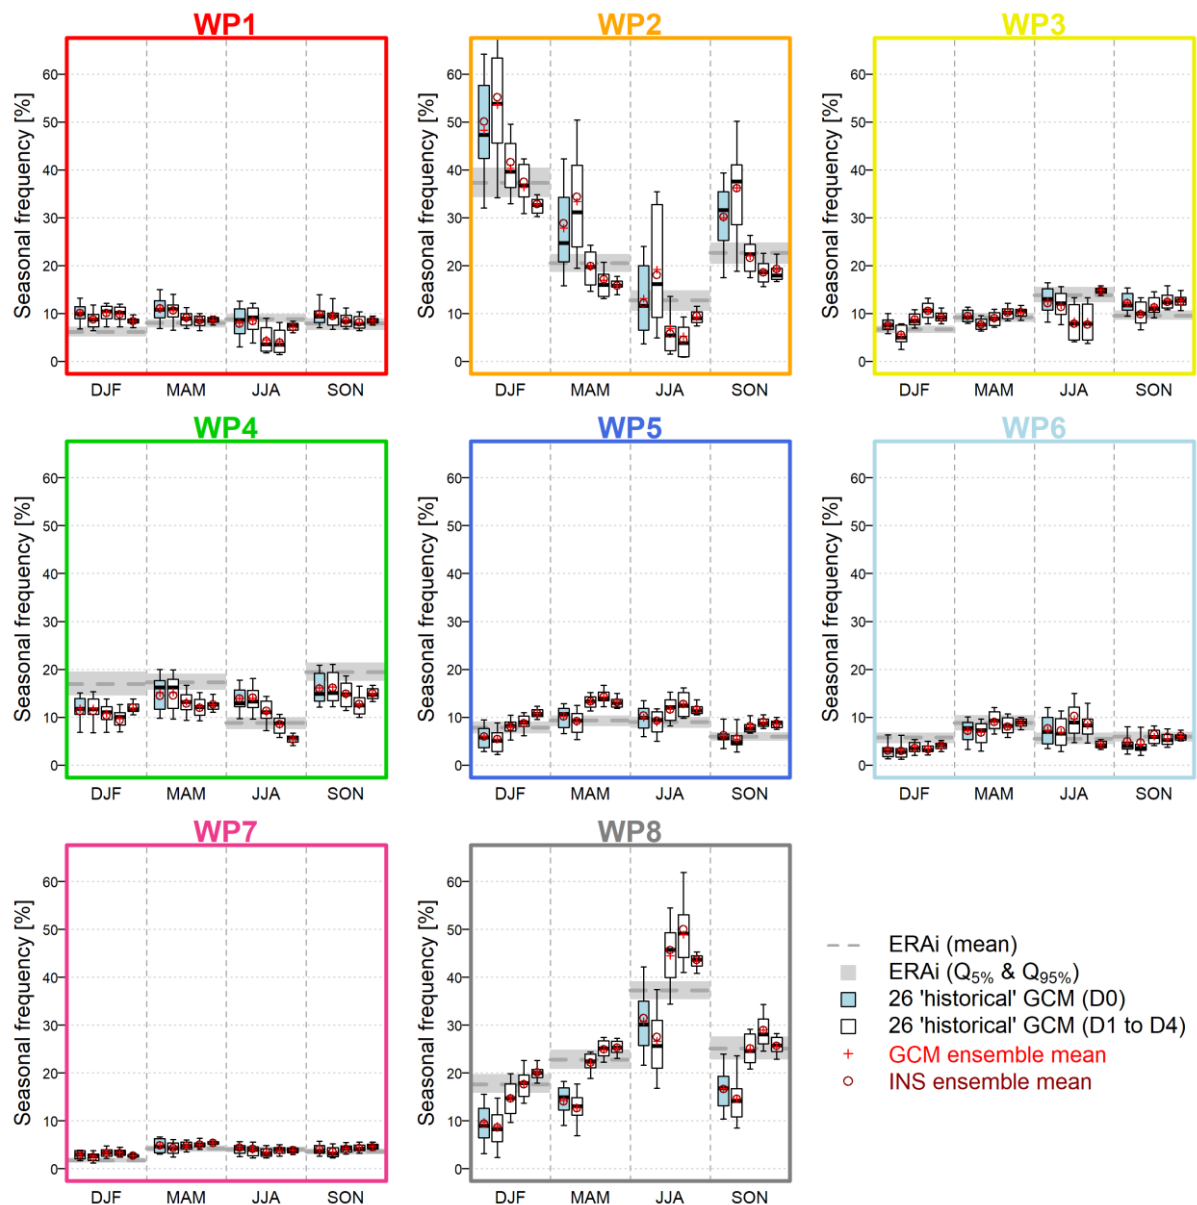 WP1 WP2 WP3
Seasonal frequency [%] Seasonal frequency [%] Seasonal frequency [%]
60 60 60
50 50 50
40 40 40
30 30 30
20 20 20
10 10 10
0 0 0
DJF MAM JJA SON DJF MAM JJA SON DJF MAM JJA SON
WP4 WP5 WP6
Seasonal frequency [%] Seasonal frequency [%] Seasonal frequency [%]
60 60 60
50 50 50
40 40 40
30 30 30
20 20 20
10 10 10
0 0 0
DJF MAM JJA SON DJF MAM JJA SON DJF MAM JJA SON
WP7 WP8
Seasonal frequency [%] Seasonal frequency [%]
60 60
50 50
40 40
30 30
20 20
10 10
0 0
DJF MAM JJA SON DJF MAM JJA SON
ERAi (mean)
ERAi (Q5% & Q95%)
26 'historical' GCM (D0)
26 'historical' GCM (D1 to D4)
GCM ensemble mean
INS ensemble mean